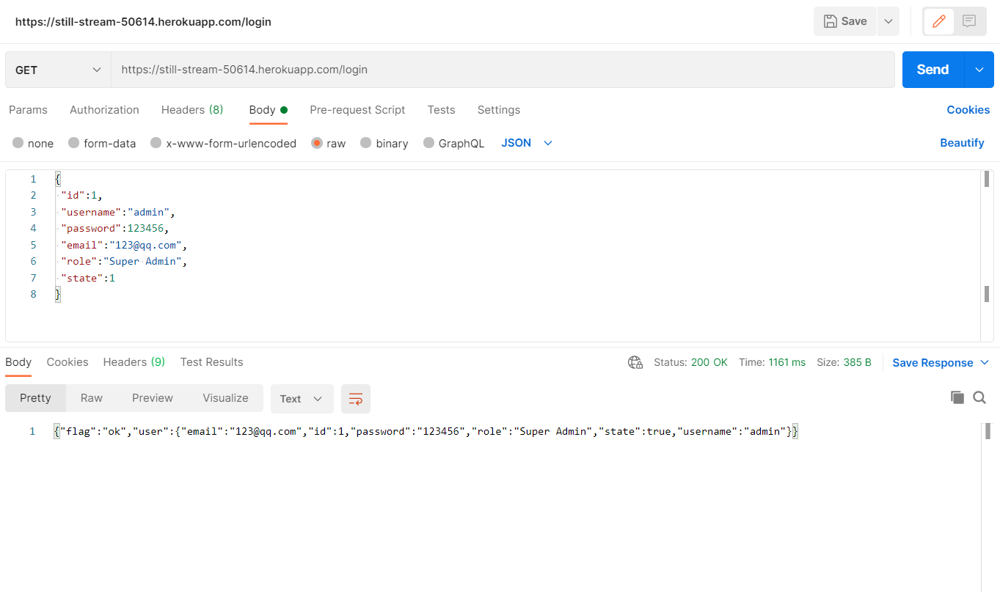 https://still-stream-50614.herokuapp.com/login
Save
GET
https://still-stream-50614.herokuapp.com/login
Send
Params Authorization Headers (8) Body Pre-request Script Tests Settings Cookies
none form-data x-www-form-urlencoded raw binary GraphQL JSON Beautify
1 {
2 "id":1,
3 "username":"admin",
4 "password":123456,
5 "email":"123@qq.com",
6 "role":"Super Admin",
7 "state":1
8 }
Body Cookies Headers (9) Test Results Status: 200 OK Time: 1161 ms Size: 385 B Save Response
Pretty Raw Preview Visualize Text
1 {"flag":"ok","user":{"email":"123@qq.com","id":1,"password":"123456","role":"Super Admin","state":true,"username":"admin"}}